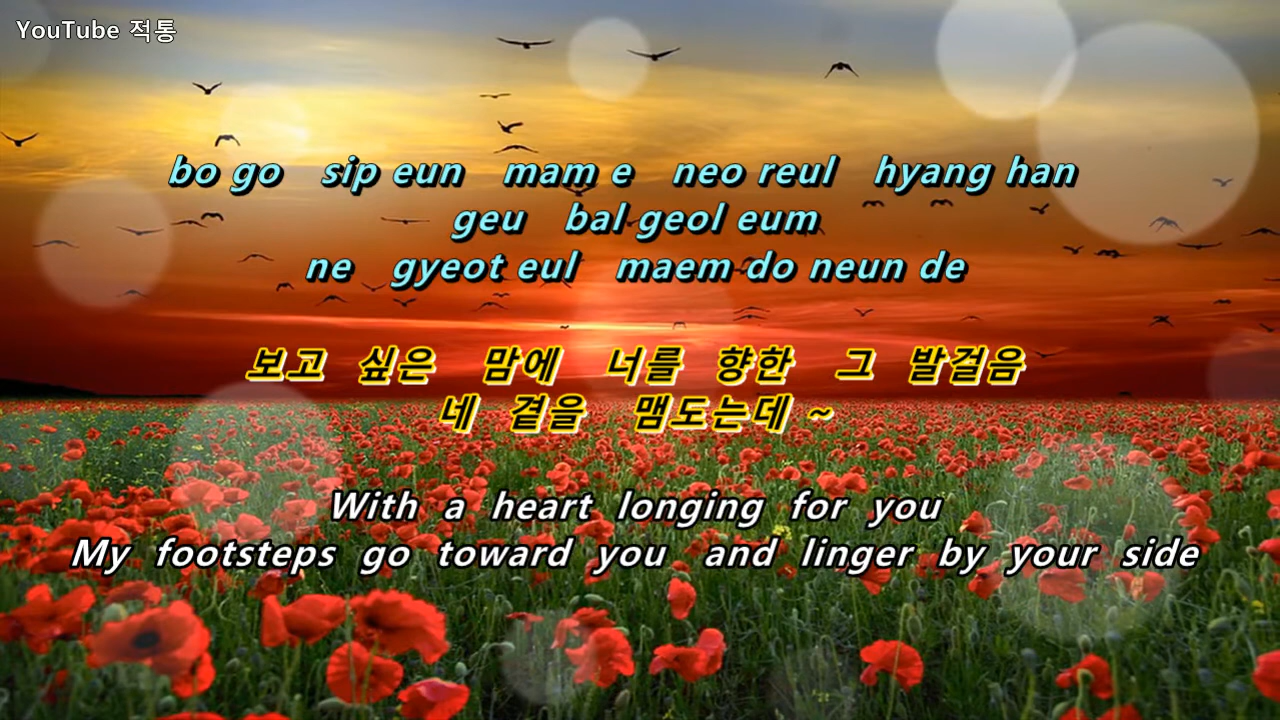 YouTube 적통
bo go sip eun mam e neo reul hyang han
geu bal geol eum
ne gyeot eul maem do neun de
보고 싶은 맘에 너를 향한 그 발걸음
네 곁을 맴도는데 ~
With a heart longing for you
My footsteps go toward you and linger by your side